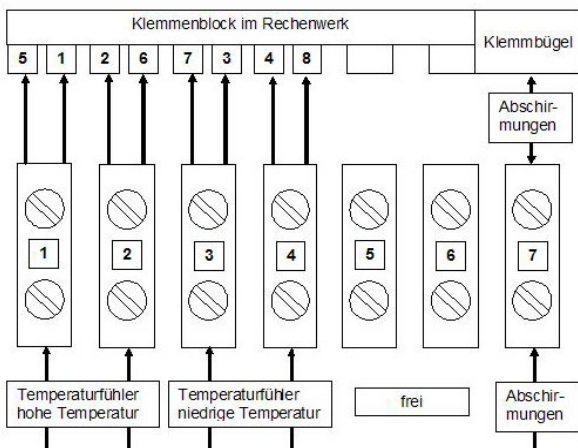 Klemmenblock im Rechenwerk
Klemmbügel
5 1 2 6 7 3 4 8
Abschir-
mungen
1 2 3 4 5 6 7
Temperaturfühler
hohe Temperatur
Temperaturfühler
niedrige Temperatur
frei
Abschir-
mungen